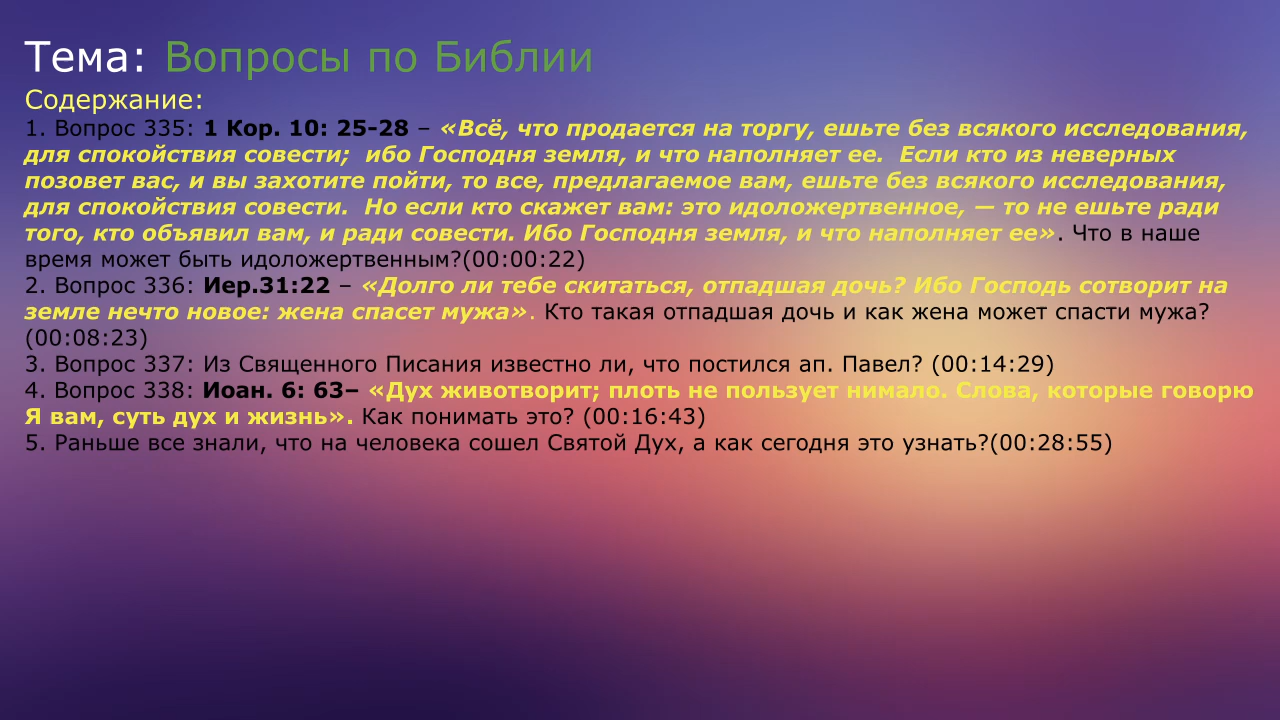 Тема: Вопросы по Библии
Содержание:
1. Вопрос 335: 1 Кор. 10: 25-28 – «Всё, что продается на торгу, ешьте без всякого исследования,
для спокойствия совести;  ибо Господня земля, и что наполняет ее.  Если кто из неверных
позовет вас, и вы захотите пойти, то все, предлагаемое вам, ешьте без всякого исследования,
для спокойствия совести.  Но если кто скажет вам: это идоложертвенное, — то не ешьте ради
того, кто объявил вам, и ради совести. Ибо Господня земля, и что наполняет ее». Что в наше
время может быть идоложертвенным?(00:00:22)
2. Вопрос 336: Иер.31:22 – «Долго ли тебе скитаться, отпадшая дочь? Ибо Господь сотворит на
земле нечто новое: жена спасет мужа». Кто такая отпадшая дочь и как жена может спасти мужа?
(00:08:23)
3. Вопрос 337: Из Священного Писания известно ли, что постился ап. Павел? (00:14:29)
4. Вопрос 338: Иоан. 6: 63– «Дух животворит; плоть не пользует нимало. Слова, которые говорю
Я вам, суть дух и жизнь». Как понимать это? (00:16:43)
5. Раньше все знали, что на человека сошел Святой Дух, а как сегодня это узнать?(00:28:55)